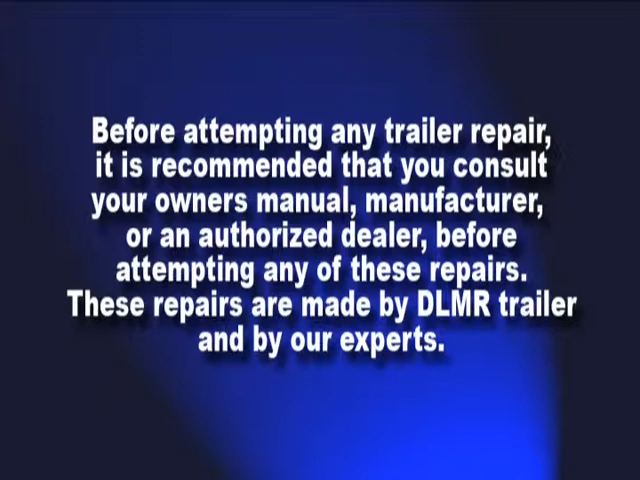 Before attempting any trailer repair,
it is recommended that you consult
your owners manual, manufacturer,
or an authorized dealer, before
attempting any of these repairs.
These repairs are made by DLMR trailer
and by our experts.